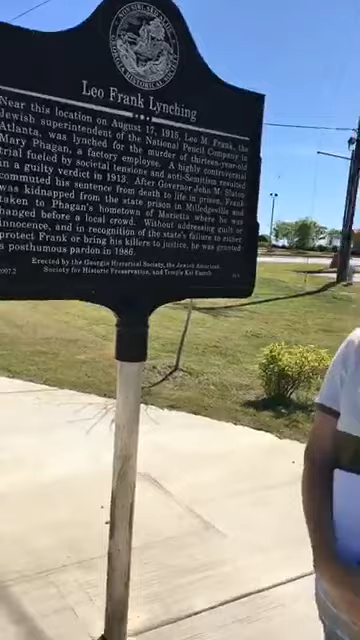 Leo Frank Lynching
Near this location on August 17, 1915, Leo M. Frank, the
Jewish superintendent of the National Pencil Company in
Atlanta, was lynched for the murder of thirteen-year-old
Mary Phagan, a factory employee. A highly controversial
trial fueled by societal tensions and anti-Semitism resulted
in a guilty verdict in 1913. After Governor John M. Slaton
committed his sentence from death to life in prison, Frank
was kidnapped from the state prison in Milledgeville and
taken to Phagan's hometown of Marietta where he was
hanged before a local crowd. Without addressing guilt or
innocence, and in recognition of the state's failure to either
protect Frank or bring his killers to justice, he was granted
a posthumous pardon in 1986.
Erected by the Georgia Historical Society, the Jewish American
Society for Historic Preservation, and Temple Kol Emeth